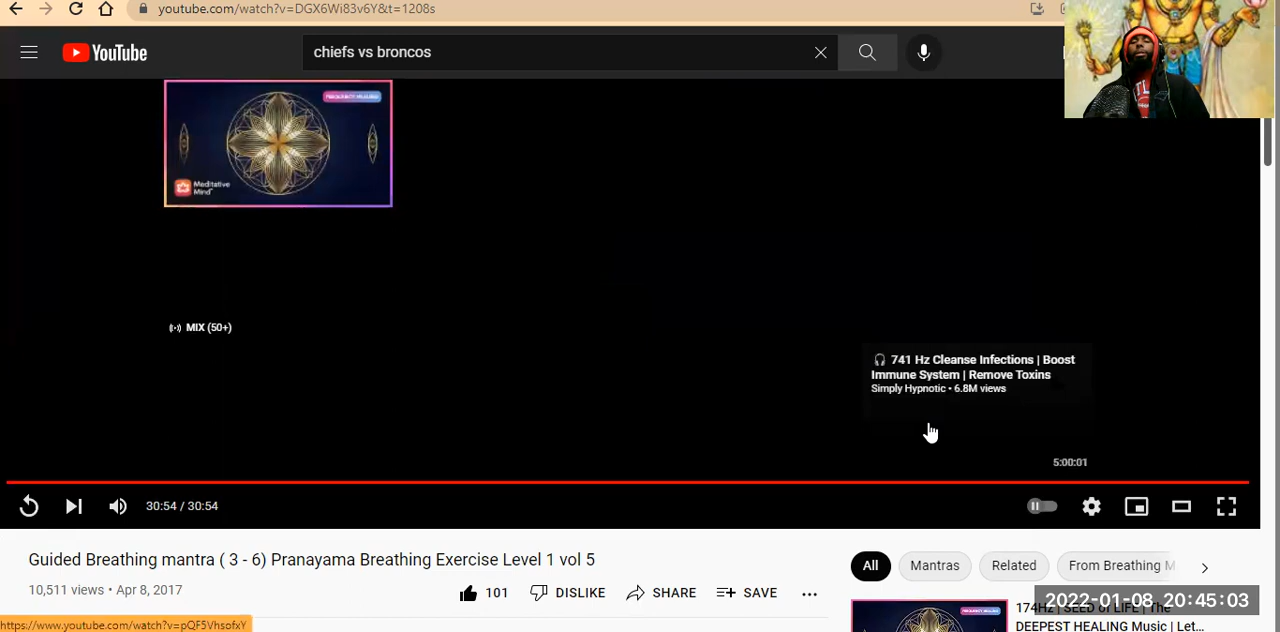 youtube.com/watch?v=DGX6Wi83v6Y&t=1208s
YouTube
chiefs vs broncos
FREQUENCY HEALING
Meditative
Mind
MIX (50+)
741 Hz Cleanse Infections | Boost
Immune System | Remove Toxins
Simply Hypnotic • 6.8M views
5:00:01
30:54 / 30:54
Guided Breathing mantra ( 3 - 6) Pranayama Breathing Exercise Level 1 vol 5
10,511 views • Apr 8, 2017
101
DISLIKE
SHARE
SAVE
All
Mantras
Related
From Breathing M
2022-01-08 20:45:03
174Hz | SEED of LIFE | The
DEEPEST HEALING Music | Let...
https://www.youtube.com/watch?v=pQF5VhsofxY